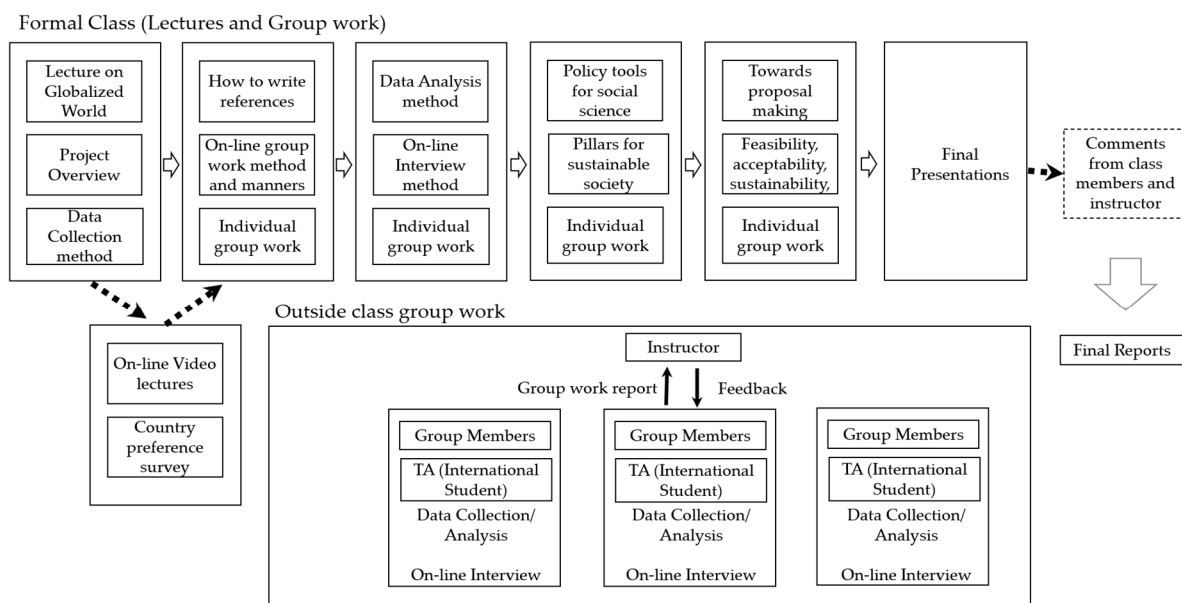 Formal Class (Lectures and Group work)
Lecture on
Globalized
World
Project
Overview
Data
Collection
method
How to write
references
On-line group
work method
and manners
Individual
group work
Data Analysis
method
On-line
Interview
method
Individual
group work
Policy tools
for social
science
Pillars for
sustainable
society
Individual
group work
Towards
proposal
making
Feasibility,
acceptability,
sustainability,
Individual
group work
Final
Presentations
Comments
from class
members and
instructor
Final Reports
On-line Video
lectures
Country
preference
survey
Outside class group work
Instructor
Group work report
Feedback
Group Members
TA (International
Student)
Data Collection/
Analysis
On-line Interview
Group Members
TA (International
Student)
Data Collection/
Analysis
On-line Interview
Group Members
TA (International
Student)
Data Collection/
Analysis
On-line Interview